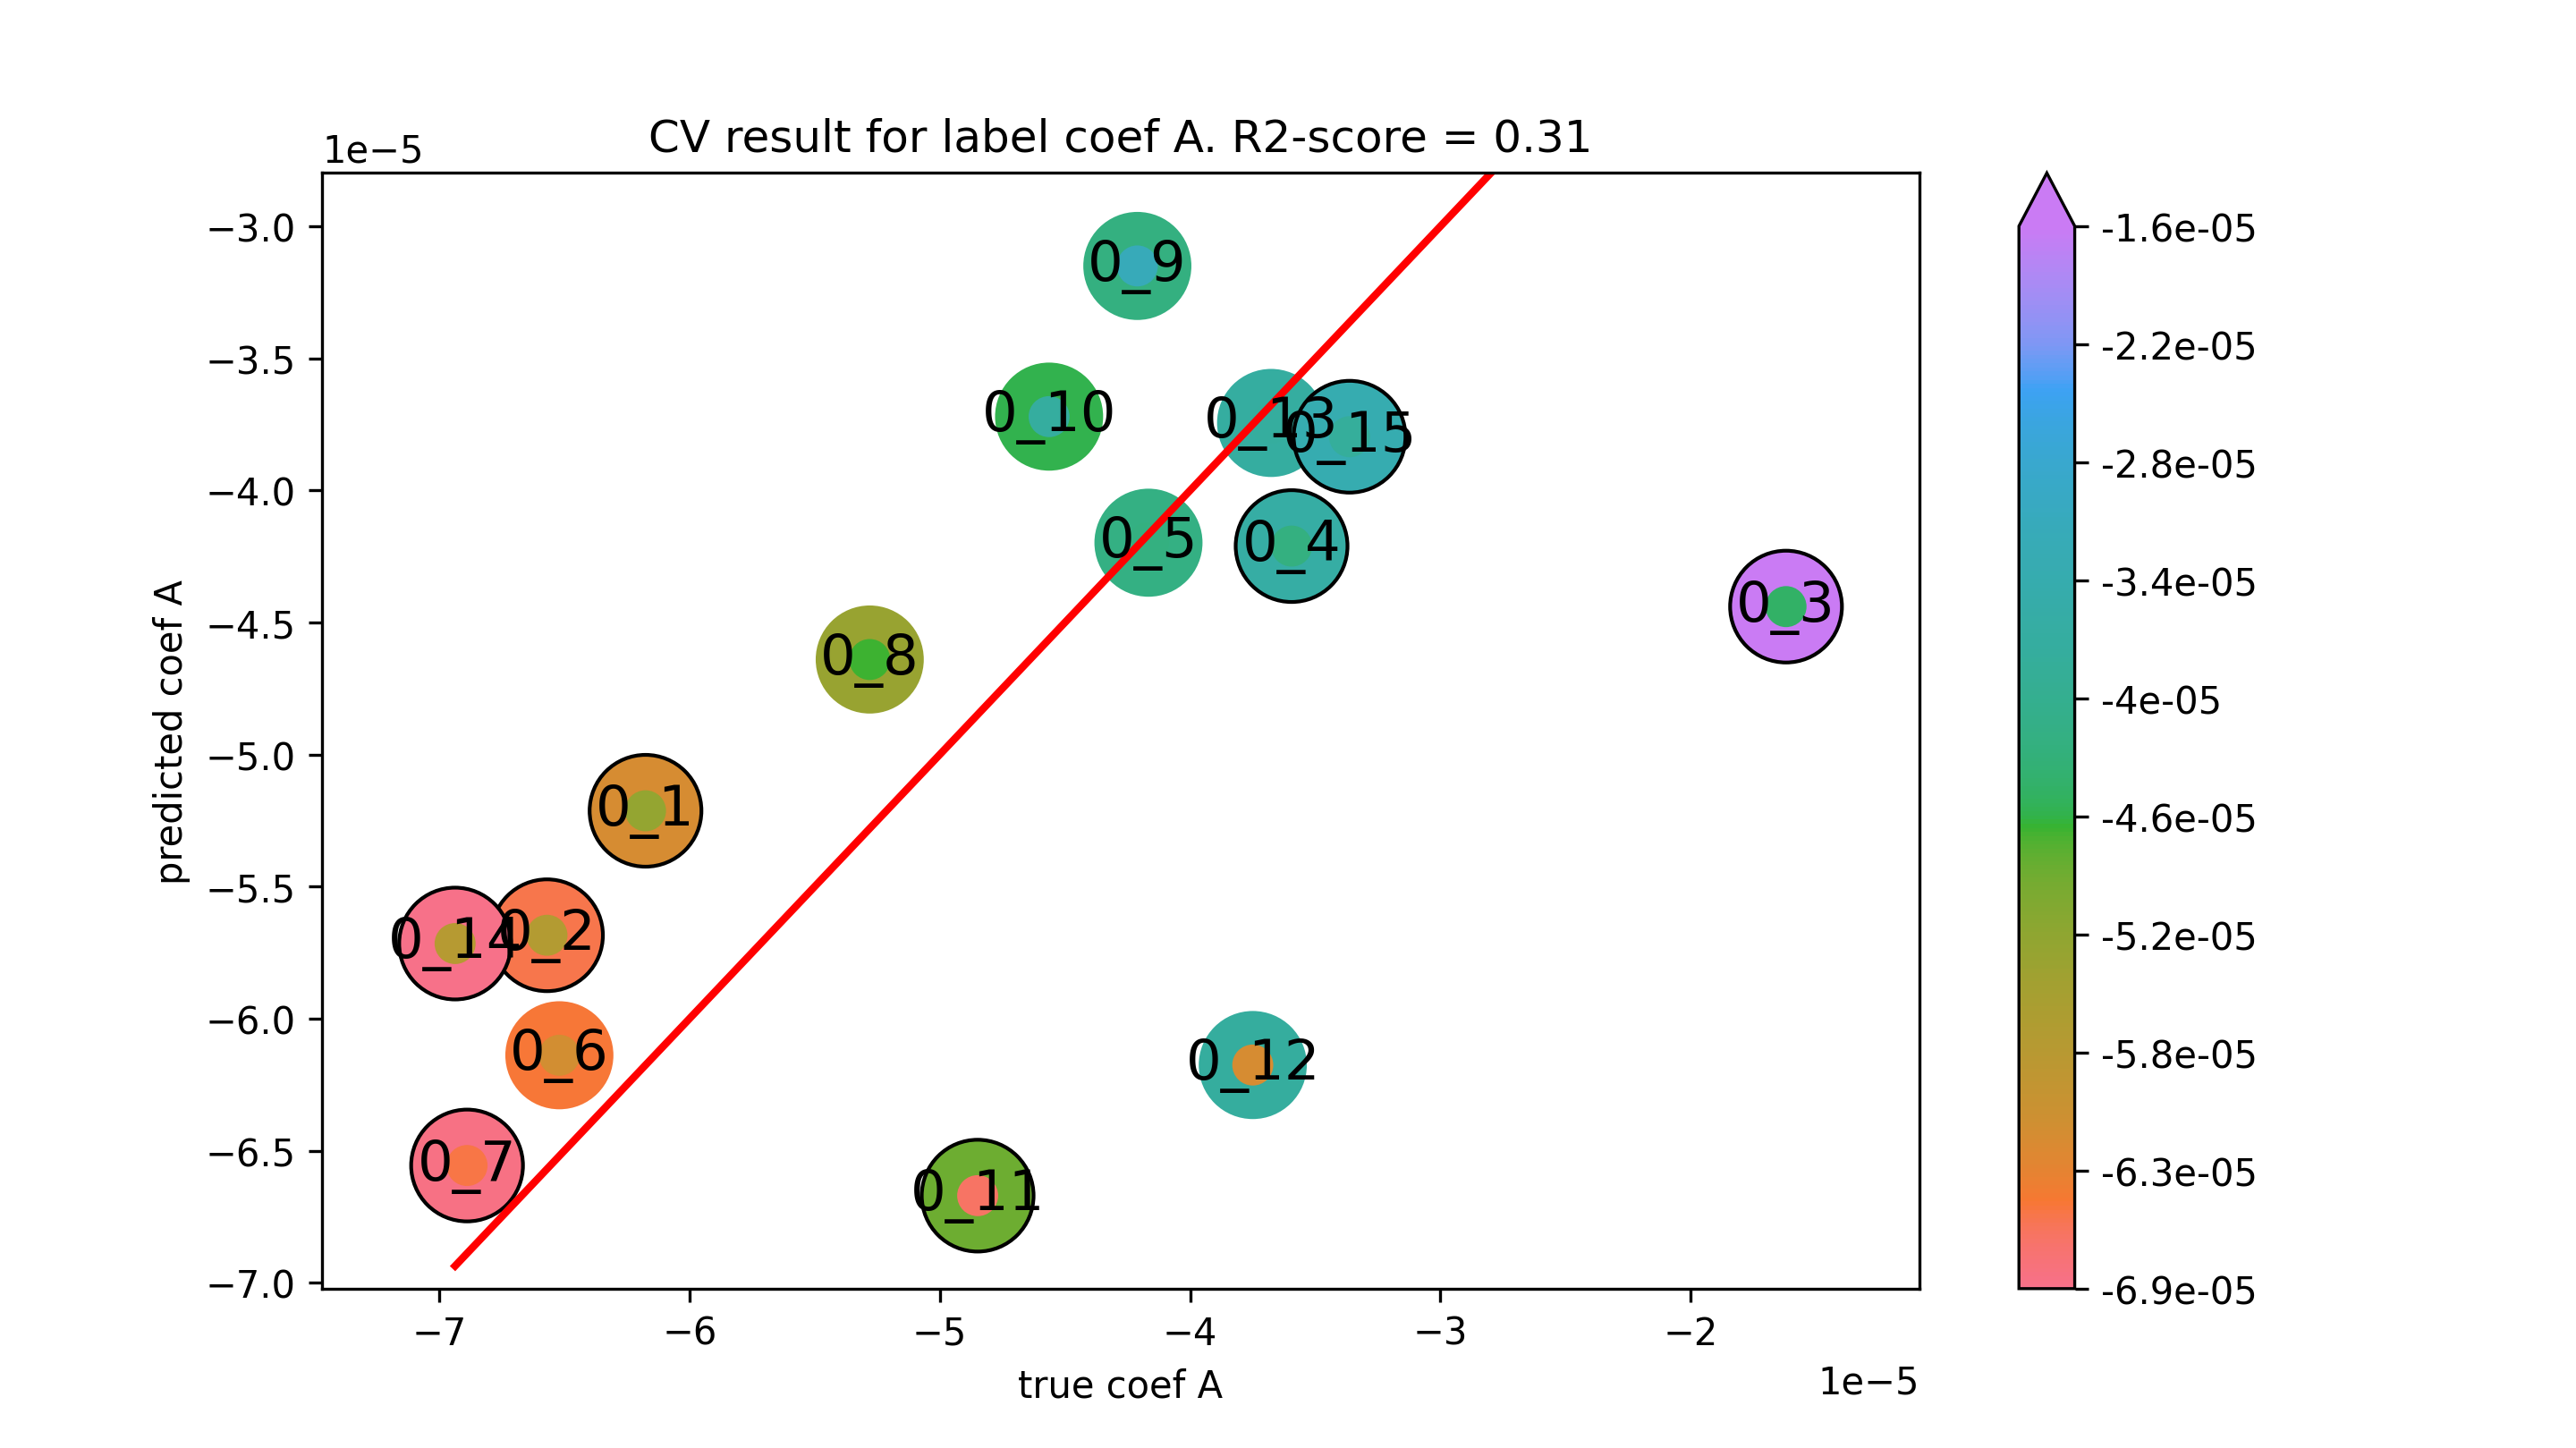 CV result for label coef A. R2-score = 0.31
1e−5
−3.0
−3.5
−4.0
−4.5
−5.0
−5.5
−6.0
−6.5
−7.0
predicted coef A
0_9
0_10
0_13
0_15
0_5
0_4
0_3
0_8
0_1
0_14
0_2
0_6
0_12
0_7
0_11
−7
−6
−5
−4
−3
−2
true coef A
1e−5
-1.6e-05
-2.2e-05
-2.8e-05
-3.4e-05
-4e-05
-4.6e-05
-5.2e-05
-5.8e-05
-6.3e-05
-6.9e-05